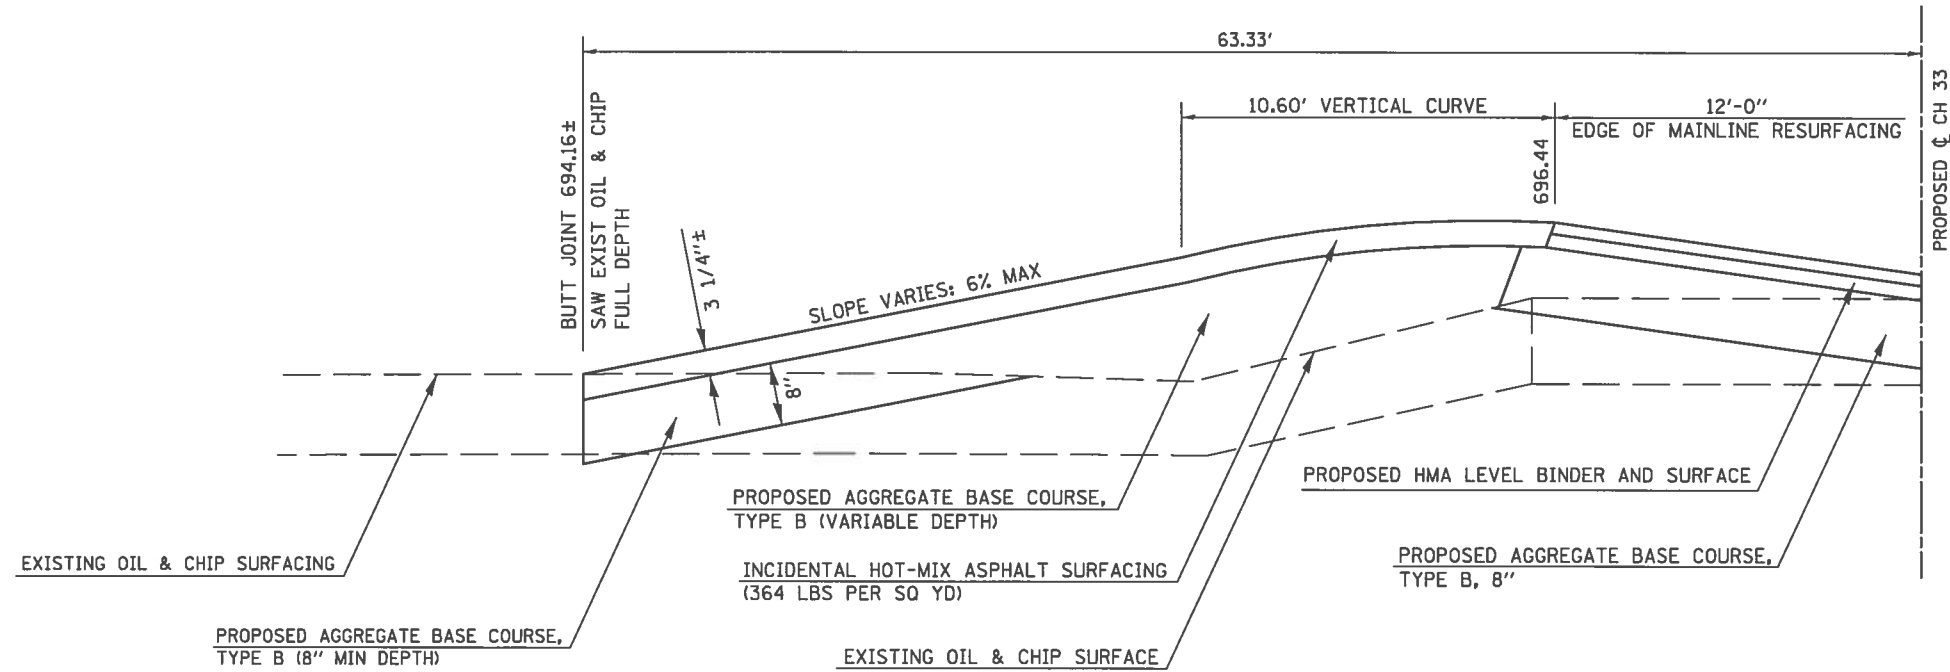 63.33'
10.60' VERTICAL CURVE
12'-0"
EDGE OF MAINLINE RESURFACING
PROPOSED ℄ CH 33
696.44
BUTT JOINT 694.16±
SAW EXIST OIL & CHIP
FULL DEPTH
3 1/4"±
SLOPE VARIES: 6% MAX
8"
PROPOSED AGGREGATE BASE COURSE,
TYPE B (VARIABLE DEPTH)
PROPOSED HMA LEVEL BINDER AND SURFACE
EXISTING OIL & CHIP SURFACING
INCIDENTAL HOT-MIX ASPHALT SURFACING
(364 LBS PER SQ YD)
PROPOSED AGGREGATE BASE COURSE,
TYPE B, 8"
PROPOSED AGGREGATE BASE COURSE,
TYPE B (8" MIN DEPTH)
EXISTING OIL & CHIP SURFACE